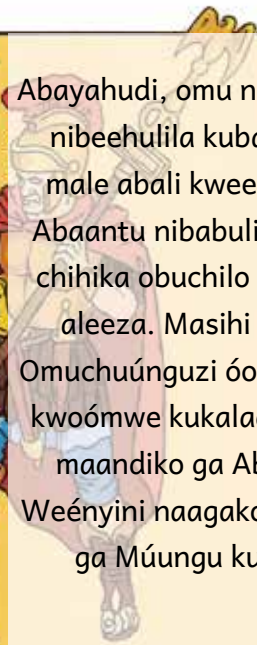 Abayahudi, omu n
nibeehulila kuba
male abali kwee
Abaantu nibabuli
chihika obuchilo
aleeza. Masihi
Omuchuúnguzi óo
kwoómwe kukala
maandiko ga Ab
Weényini naagako
ga Múungu ku